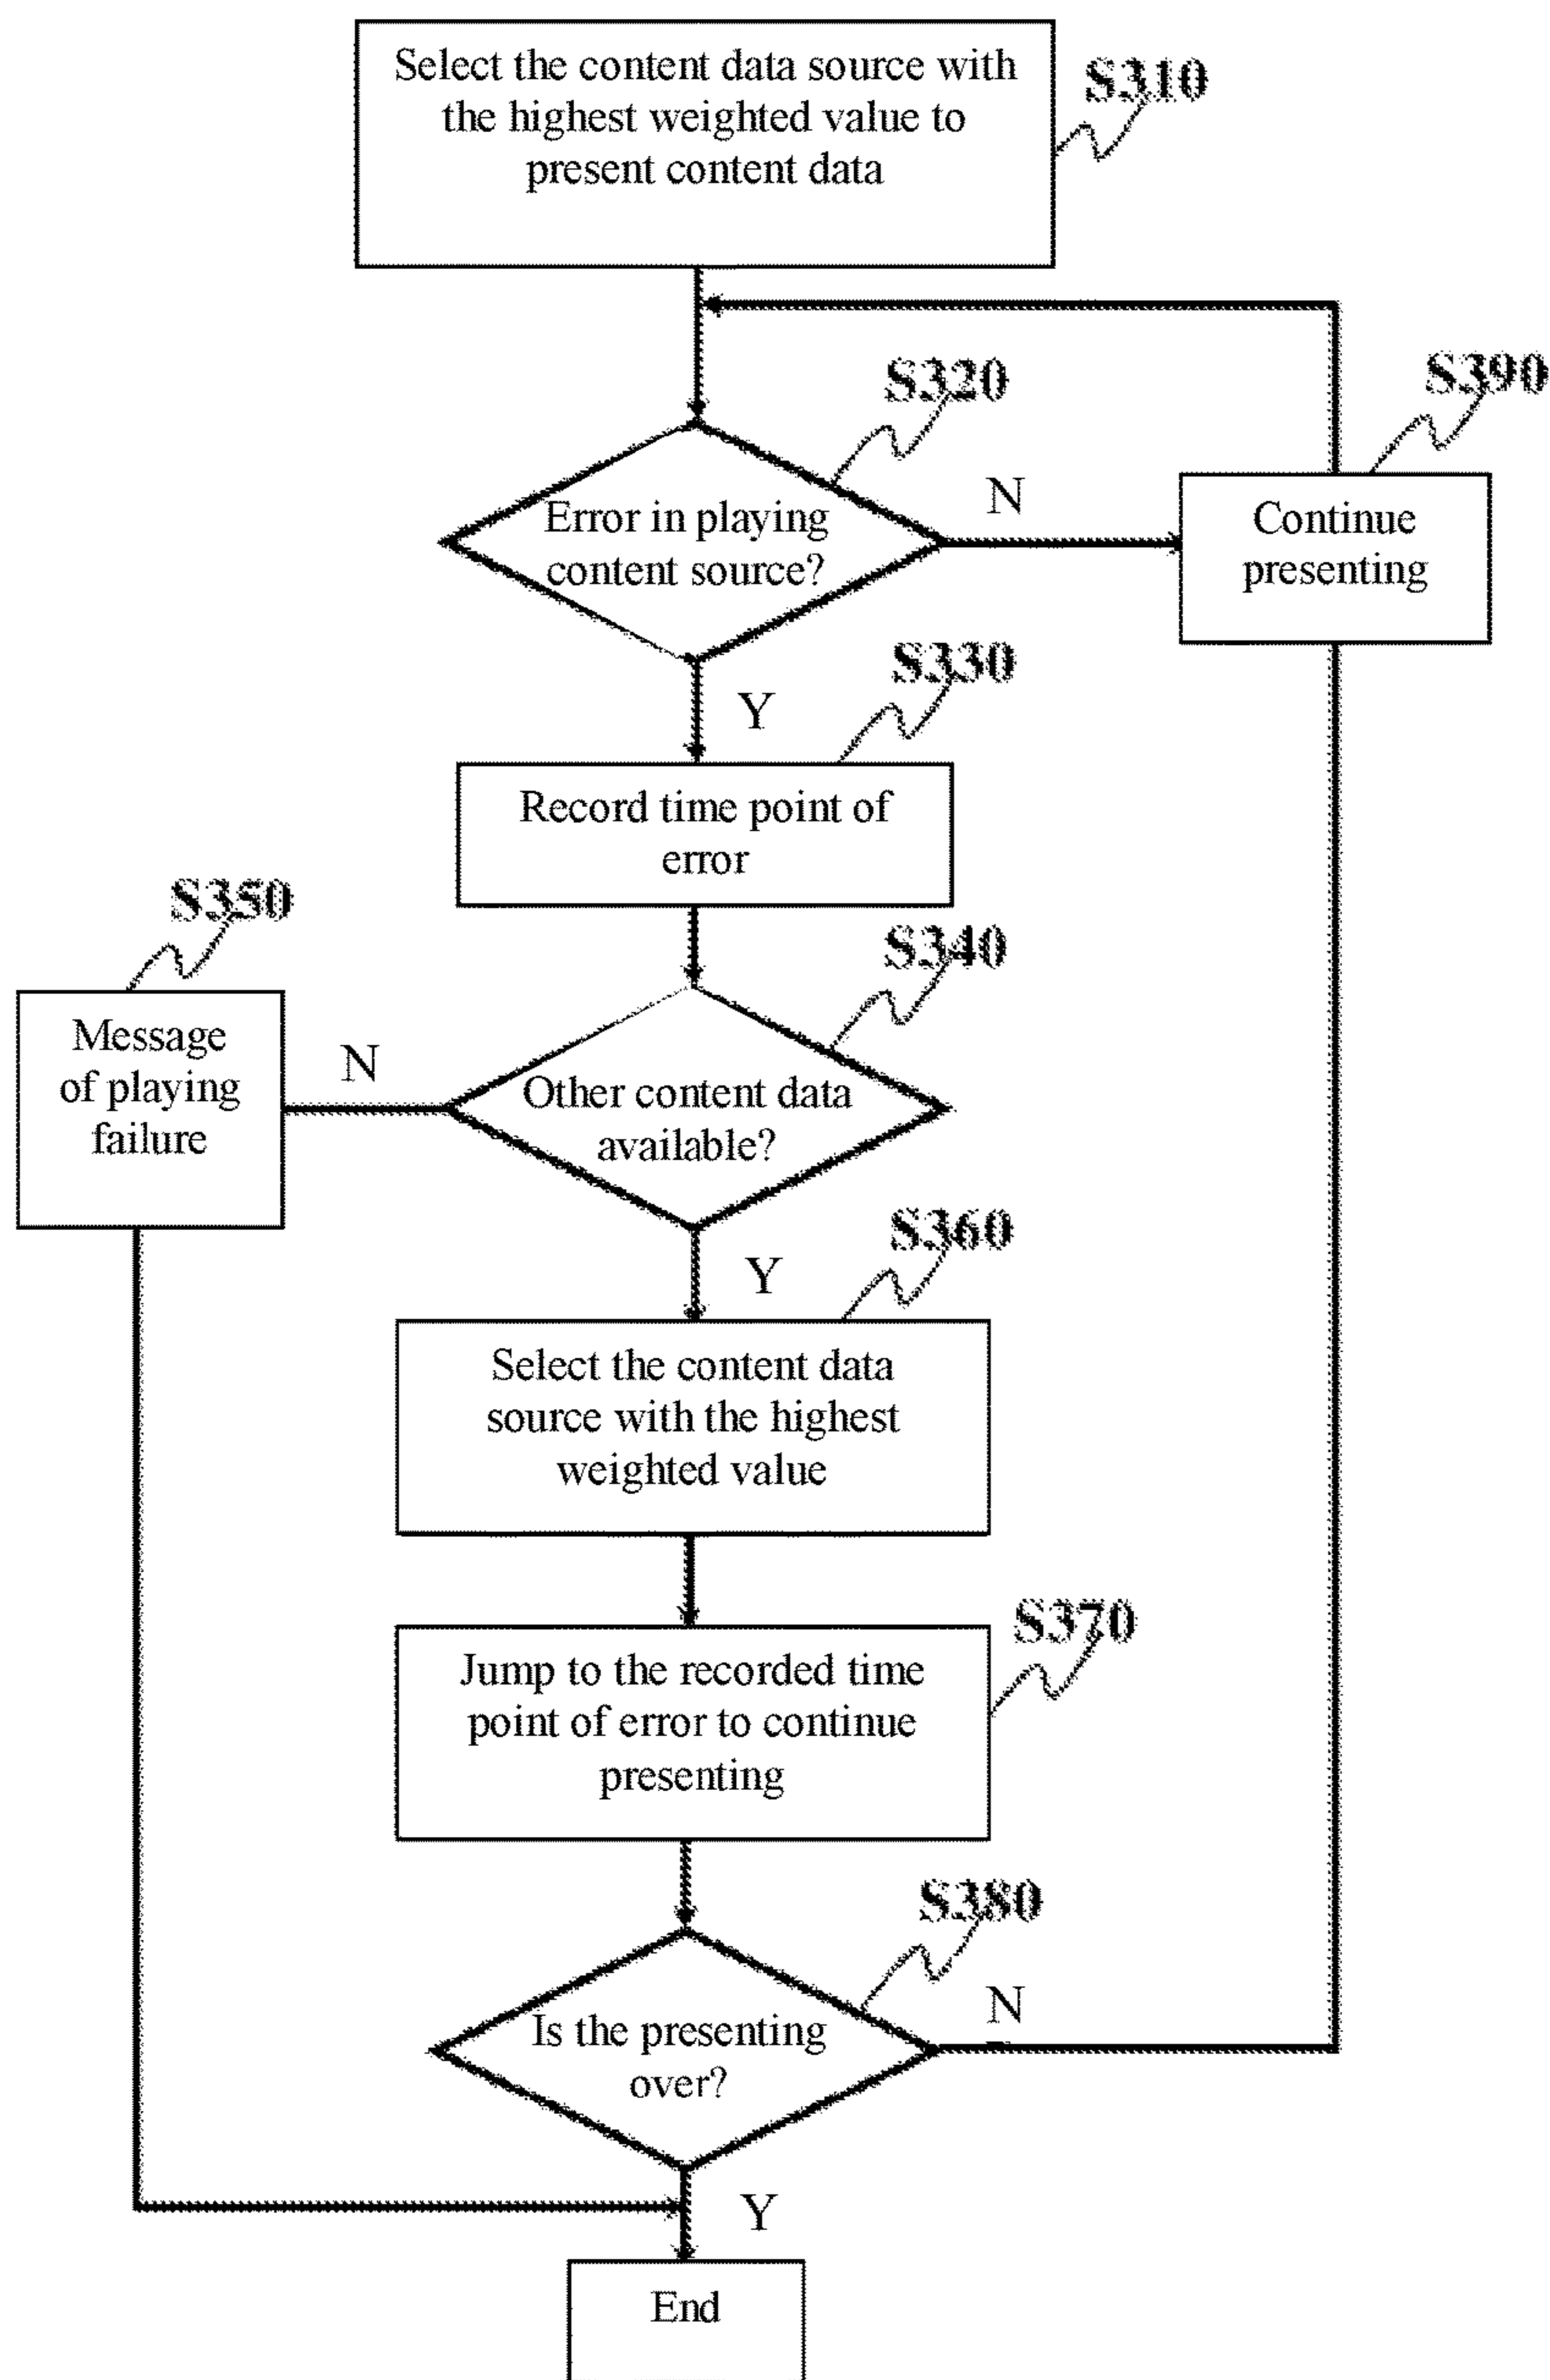 Select the content data source with
the highest weighted value to
present content data
S310
S320
S390
Error in playing
content source?
N
Continue
presenting
Y
S330
Record time point of
error
S350
S340
Message
of playing
failure
N
Other content data
available?
S360
Y
Select the content data
source with the highest
weighted value
S370
Jump to the recorded time
point of error to continue
presenting
S380
Is the presenting
over?
N
Y
End